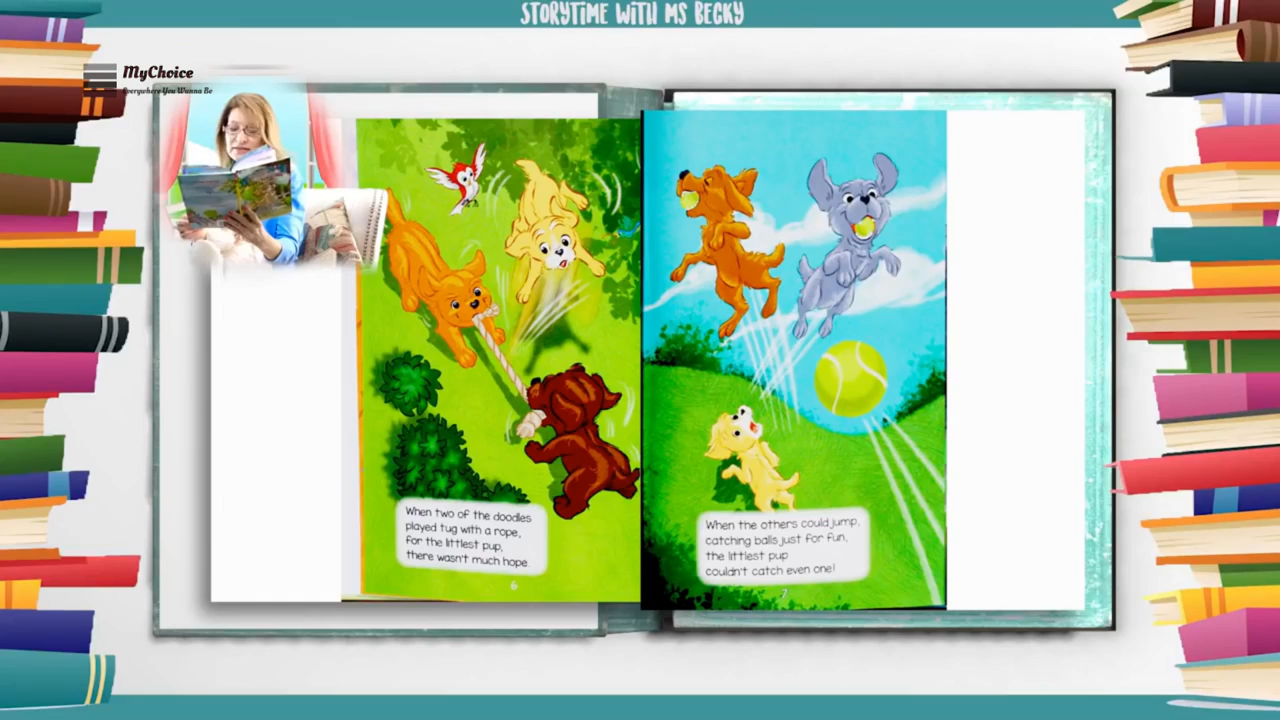 STORYTIME WITH MS BECKY
MyChoice
Everywhere You Wanna Be
When two of the doodles
played tug with a rope,
for the littlest pup,
there wasn't much hope.
6
When the others could jump,
catching balls just for fun,
the littlest pup
couldn't catch even one!
7